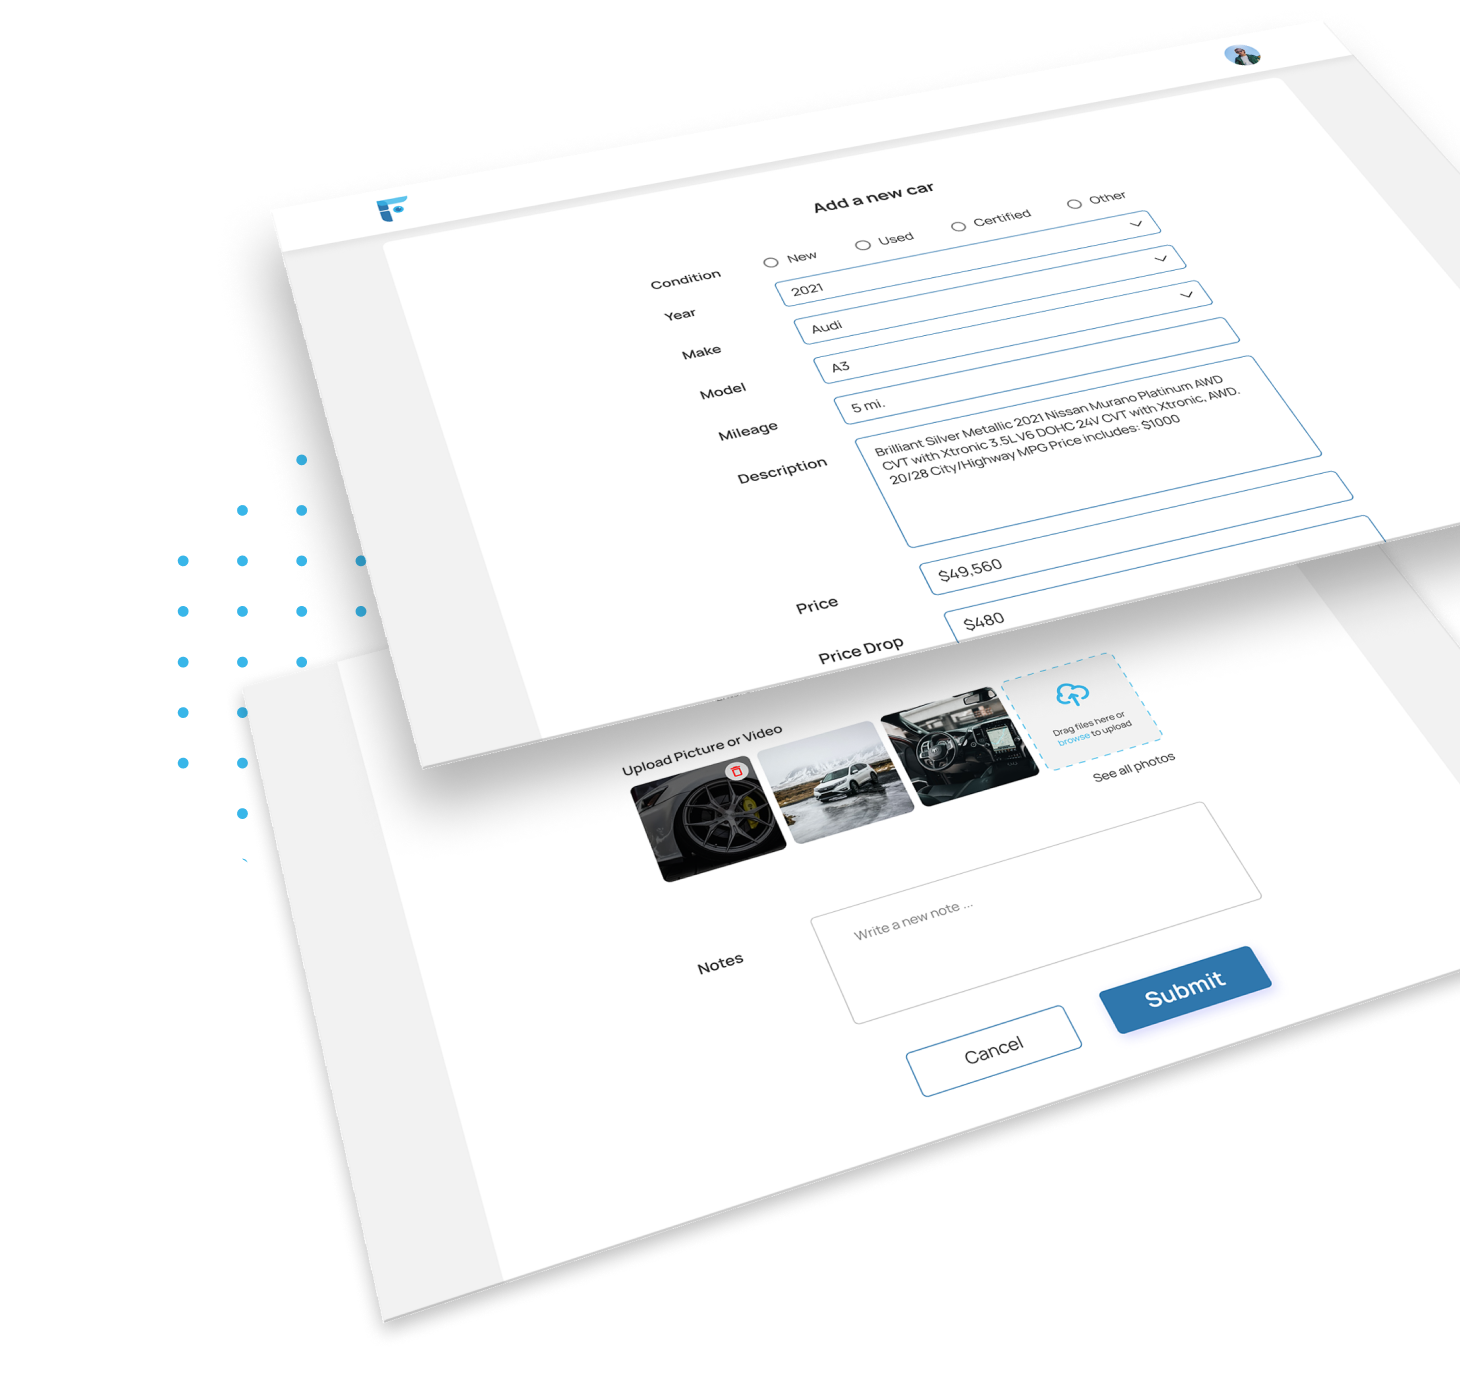 Add a new car
Condition
New
Used
Certified
Other
Year
2021
Make
Audi
Model
A3
Mileage
5 mi.
Description
Brilliant Silver Metallic 2021 Nissan Murano Platinum AWD
CVT with Xtronic 3.5L V6 DOHC 24V CVT with Xtronic, AWD.
20/28 City/Highway MPG Price includes: $1000
Price
$49,560
Price Drop
$480
Upload Picture or Video
Drag files here or
browse to upload
See all photos
Notes
Write a new note ...
Cancel
Submit